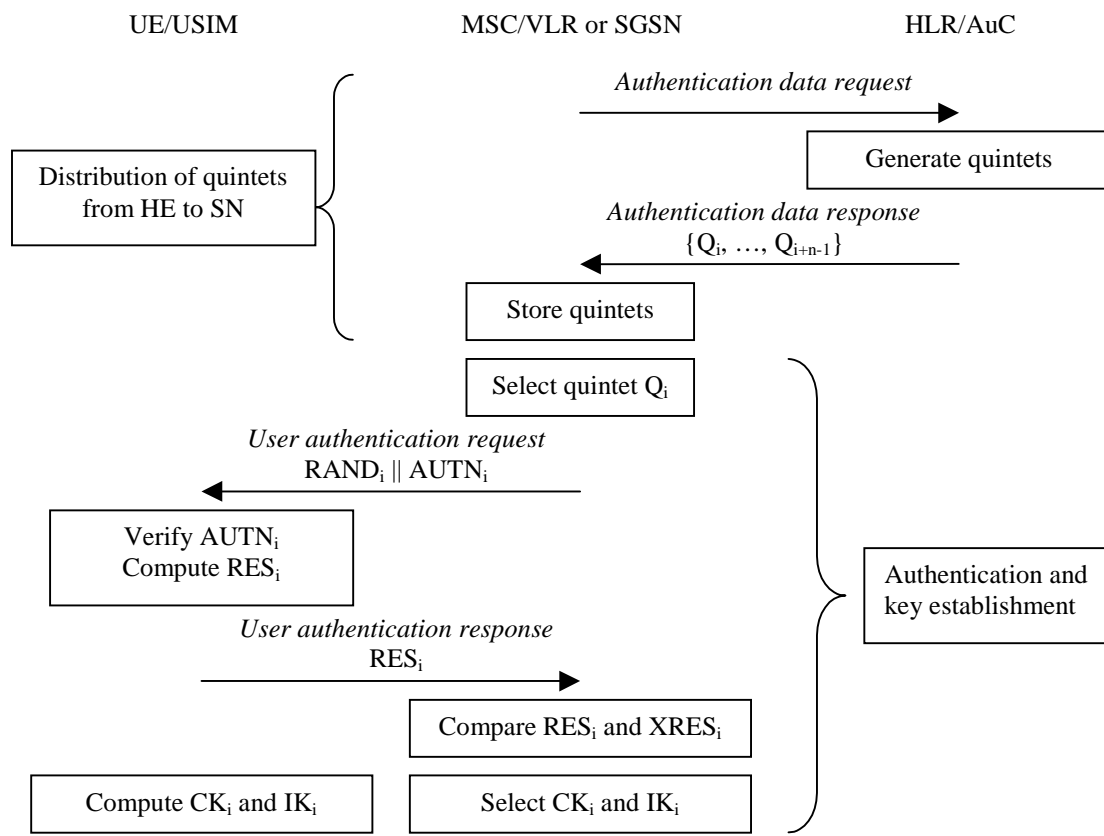 UE/USIM
MSC/VLR or SGSN
HLR/AuC
Authentication data request
Generate quintets
Distribution of quintets
from HE to SN
Authentication data response
{Qi, …, Qi+n-1}
Store quintets
Select quintet Qi
User authentication request
RANDi || AUTNi
Verify AUTNi
Compute RESi
Authentication and
key establishment
User authentication response
RESi
Compare RESi and XRESi
Compute CKi and IKi
Select CKi and IKi